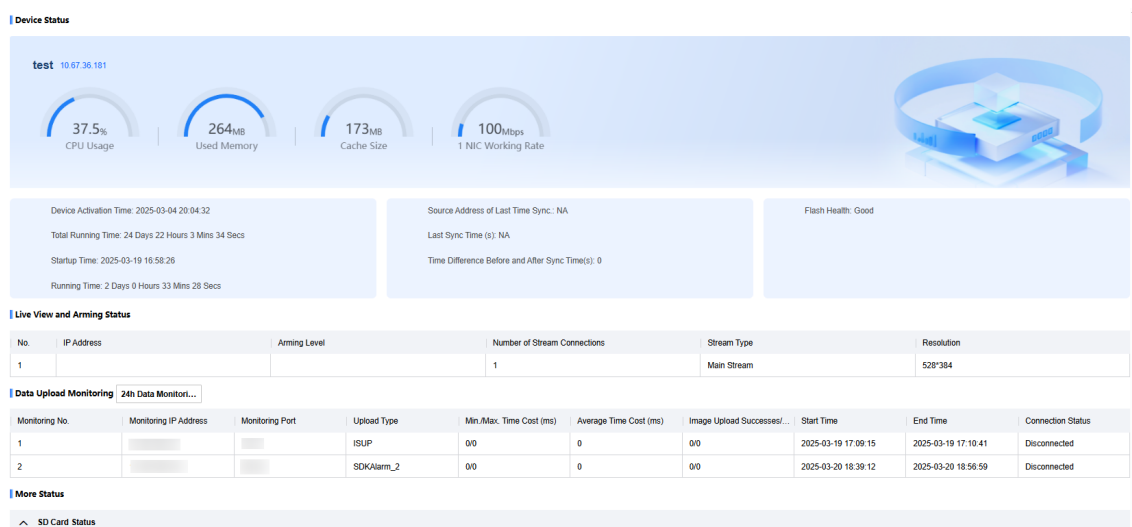 Device Status
test 10.67.36.181
37.5% 264MB 173MB 100Mbps
CPU Usage Used Memory Cache Size 1 NIC Working Rate
Device Activation Time: 2025-03-04 20:04:32
Total Running Time: 24 Days 22 Hours 3 Mins 34 Secs
Startup Time: 2025-03-19 16:58:26
Running Time: 2 Days 0 Hours 33 Mins 28 Secs
Source Address of Last Time Sync.: NA
Last Sync Time (s): NA
Time Difference Before and After Sync Time(s): 0
Flash Health: Good
Live View and Arming Status
No. IP Address Arming Level Number of Stream Connections Stream Type Resolution
1 1 Main Stream 528*384
Data Upload Monitoring 24h Data Monitori...
Monitoring No. Monitoring IP Address Monitoring Port Upload Type Min./Max. Time Cost (ms) Average Time Cost (ms) Image Upload Successes/... Start Time End Time Connection Status
1 ISUP 0/0 0 0/0 2025-03-19 17:09:15 2025-03-19 17:10:41 Disconnected
2 SDKAlarm_2 0/0 0 0/0 2025-03-20 18:39:12 2025-03-20 18:56:59 Disconnected
More Status
SD Card Status